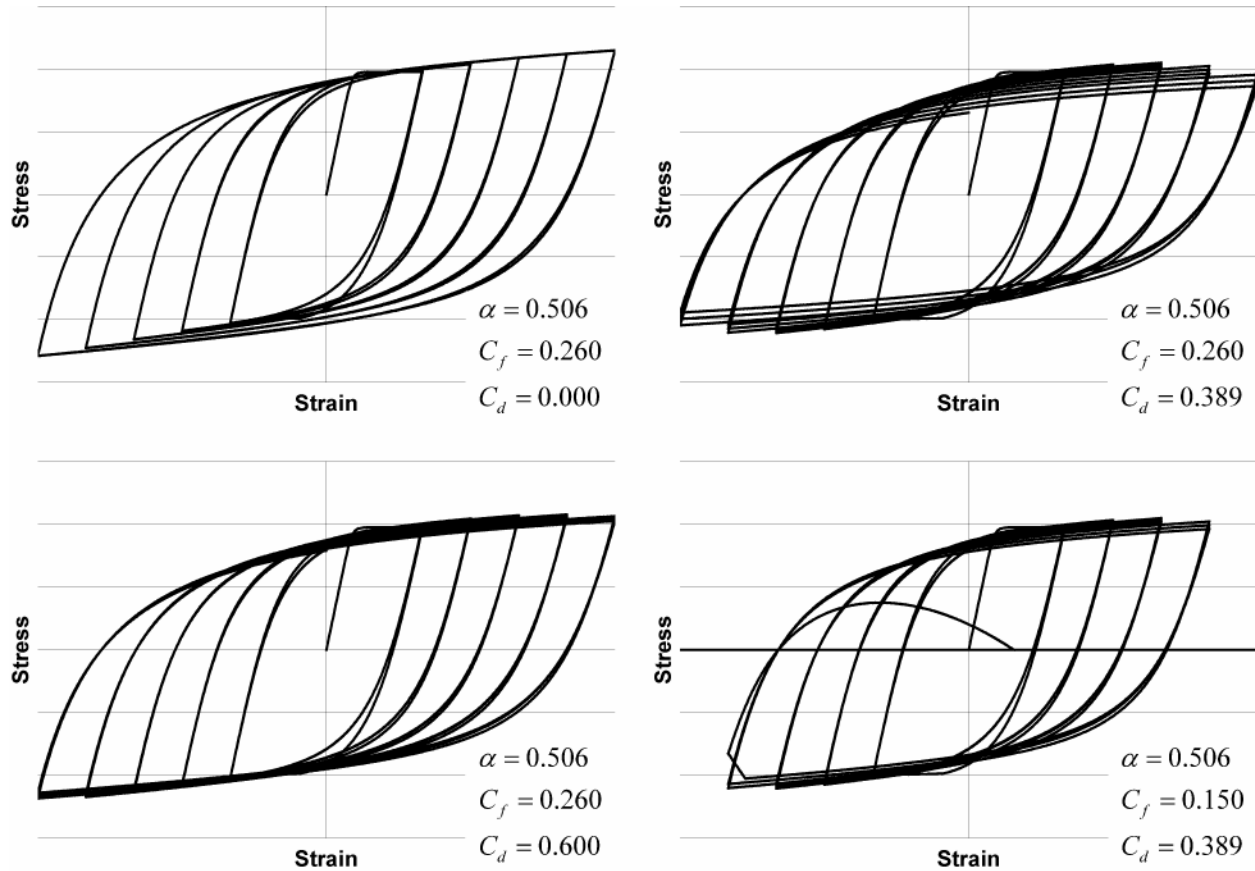 Stress
α = 0.506
C_f = 0.260
C_d = 0.000
Strain
Stress
α = 0.506
C_f = 0.260
C_d = 0.389
Strain
Stress
α = 0.506
C_f = 0.260
C_d = 0.600
Strain
Stress
α = 0.506
C_f = 0.150
C_d = 0.389
Strain